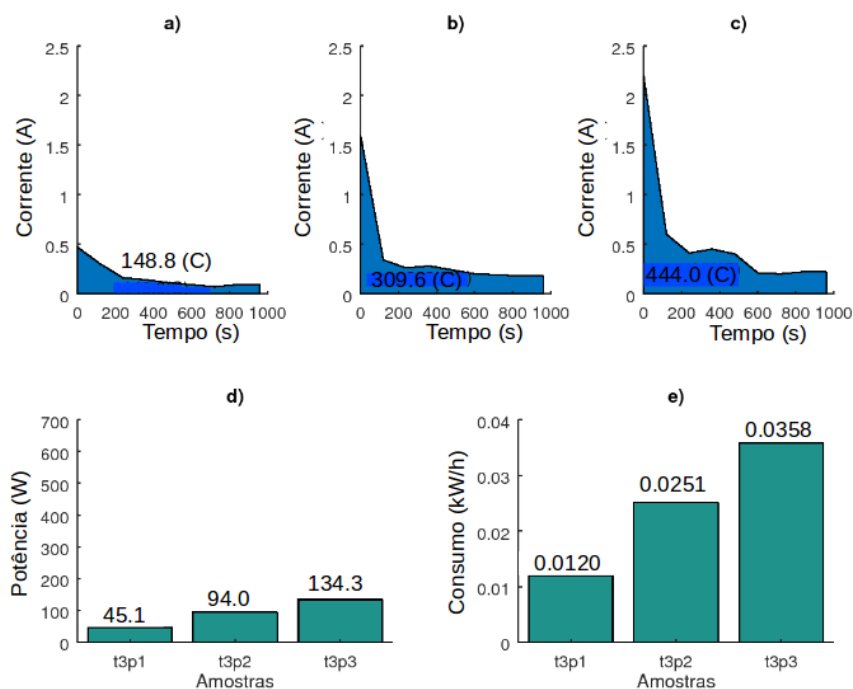 a)
b)
c)
2.5
2
1.5
1
0.5
0
Corrente (A)
148.8 (C)
0 200 400 600 800 1000
Tempo (s)
2.5
2
1.5
1
0.5
0
Corrente (A)
309.6 (C)
0 200 400 600 800 1000
Tempo (s)
2.5
2
1.5
1
0.5
0
Corrente (A)
444.0 (C)
0 200 400 600 800 1000
Tempo (s)
d)
700
600
500
400
300
200
100
0
Potência (W)
45.1
94.0
134.3
t3p1 t3p2 t3p3
Amostras
e)
0.04
0.03
0.02
0.01
0
Consumo (kW/h)
0.0120
0.0251
0.0358
t3p1 t3p2 t3p3
Amostras